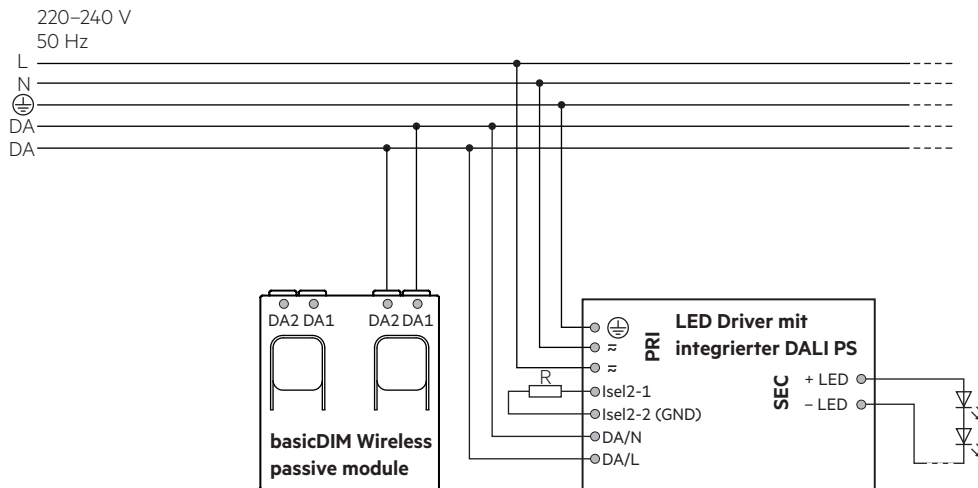 220–240 V
50 Hz
L
N
DA
DA
DA2 DA1 DA2 DA1
basicDIM Wireless
passive module
LED Driver mit
integrierter DALI PS
PRI
≂
≂
R
Isel2-1
Isel2-2 (GND)
DA/N
DA/L
SEC
+ LED
– LED